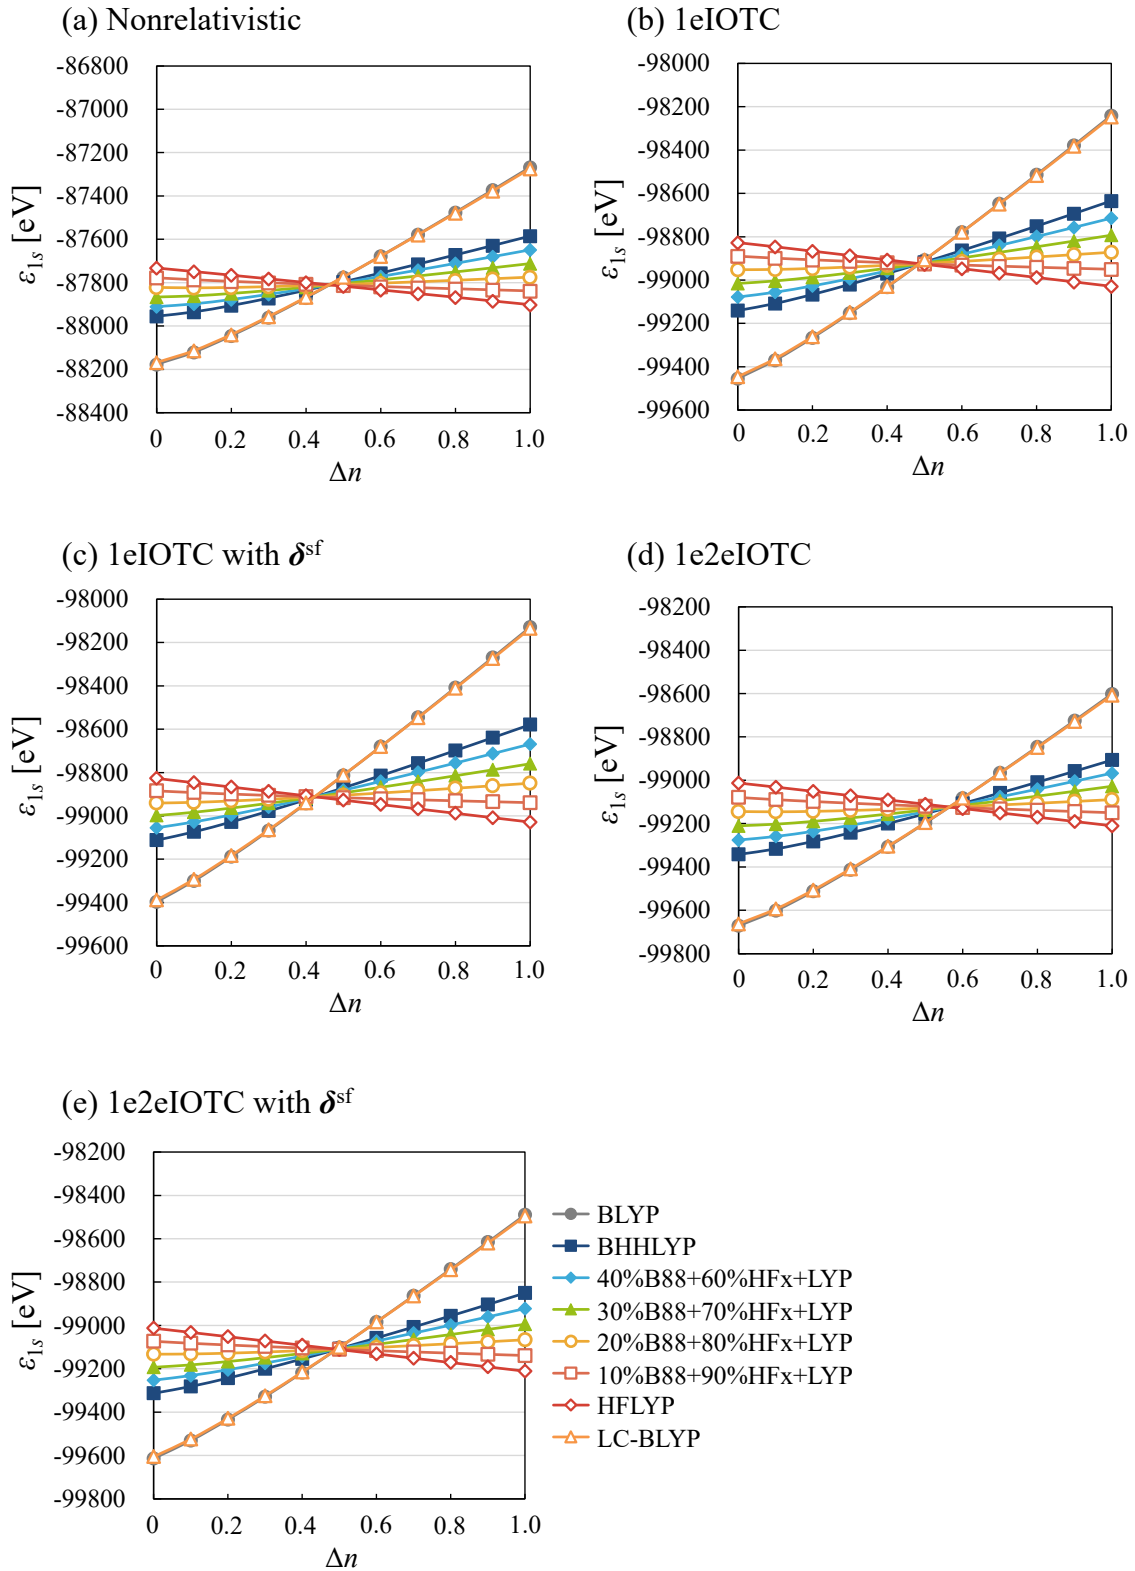 (a) Nonrelativistic
-86800
-87000
-87200
-87400
-87600
-87800
-88000
-88200
-88400
ε1s [eV]
0 0.2 0.4 0.6 0.8 1.0
Δn
(b) 1eIOTC
-98000
-98200
-98400
-98600
-98800
-99000
-99200
-99400
-99600
ε1s [eV]
0 0.2 0.4 0.6 0.8 1.0
Δn
(c) 1eIOTC with δsf
-98000
-98200
-98400
-98600
-98800
-99000
-99200
-99400
-99600
ε1s [eV]
0 0.2 0.4 0.6 0.8 1.0
Δn
(d) 1e2eIOTC
-98200
-98400
-98600
-98800
-99000
-99200
-99400
-99600
-99800
ε1s [eV]
0 0.2 0.4 0.6 0.8 1.0
Δn
(e) 1e2eIOTC with δsf
-98200
-98400
-98600
-98800
-99000
-99200
-99400
-99600
-99800
ε1s [eV]
0 0.2 0.4 0.6 0.8 1.0
Δn
BLYP
BHHLYP
40%B88+60%HFx+LYP
30%B88+70%HFx+LYP
20%B88+80%HFx+LYP
10%B88+90%HFx+LYP
HFLYP
LC-BLYP